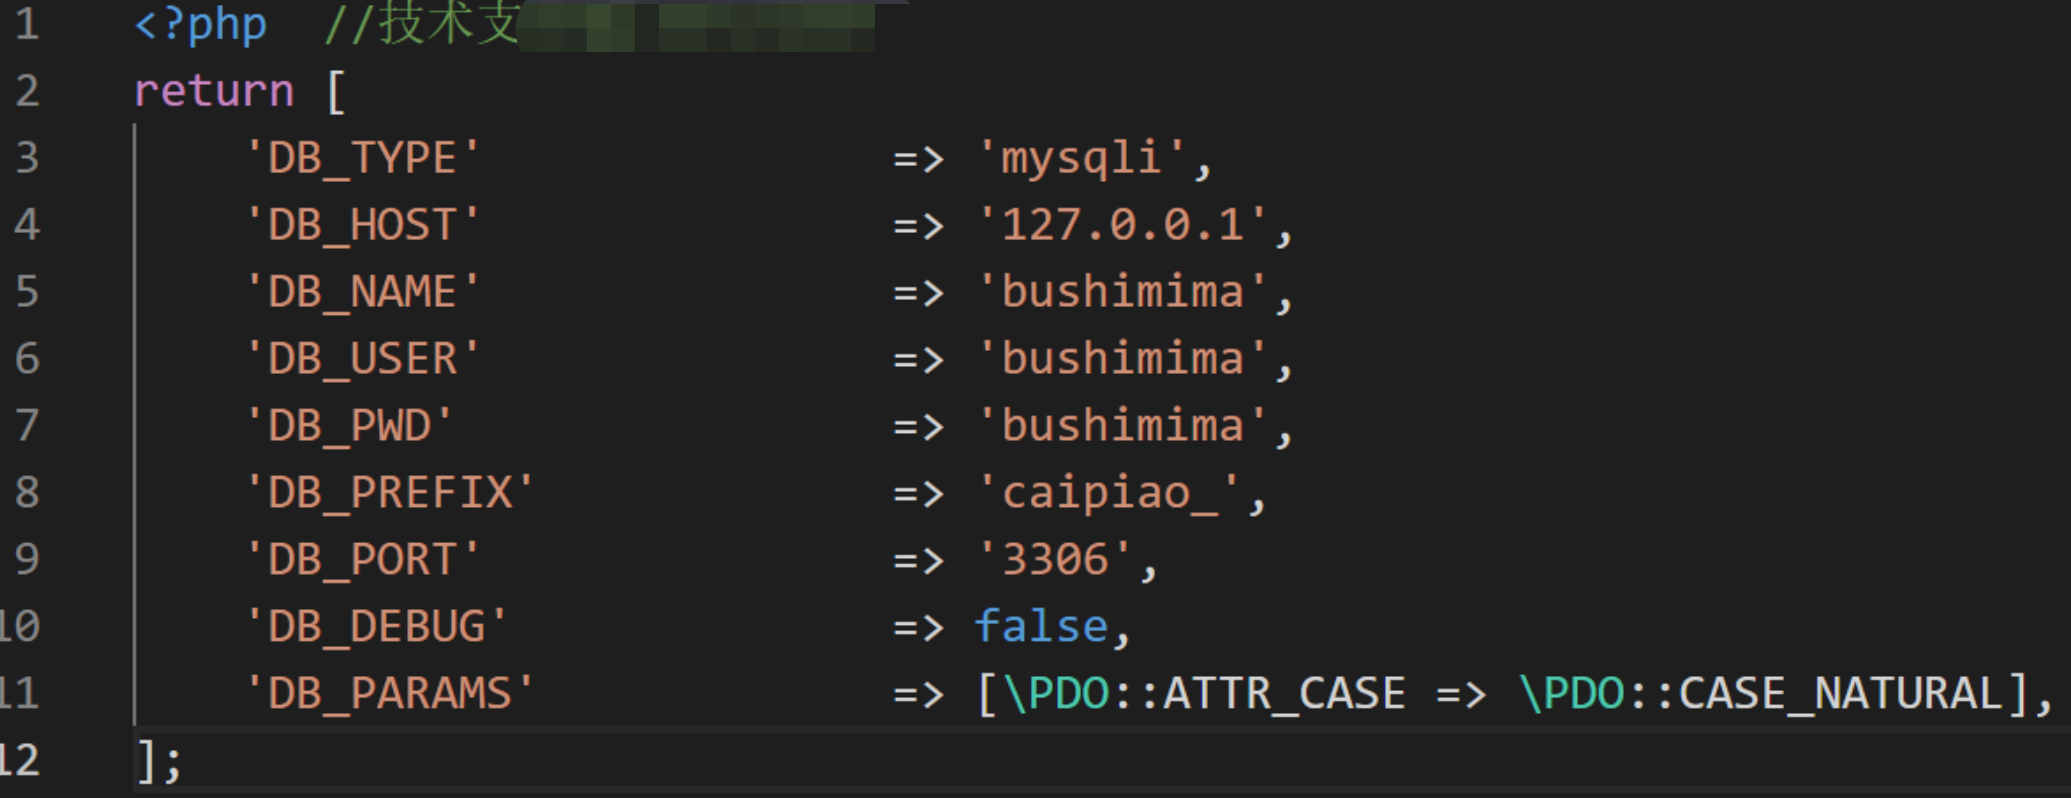 1 <?php //技术支
2 return [
3 'DB_TYPE' => 'mysqli',
4 'DB_HOST' => '127.0.0.1',
5 'DB_NAME' => 'bushimima',
6 'DB_USER' => 'bushimima',
7 'DB_PWD' => 'bushimima',
8 'DB_PREFIX' => 'caipiao_',
9 'DB_PORT' => '3306',
10 'DB_DEBUG' => false,
11 'DB_PARAMS' => [\PDO::ATTR_CASE => \PDO::CASE_NATURAL],
12 ];